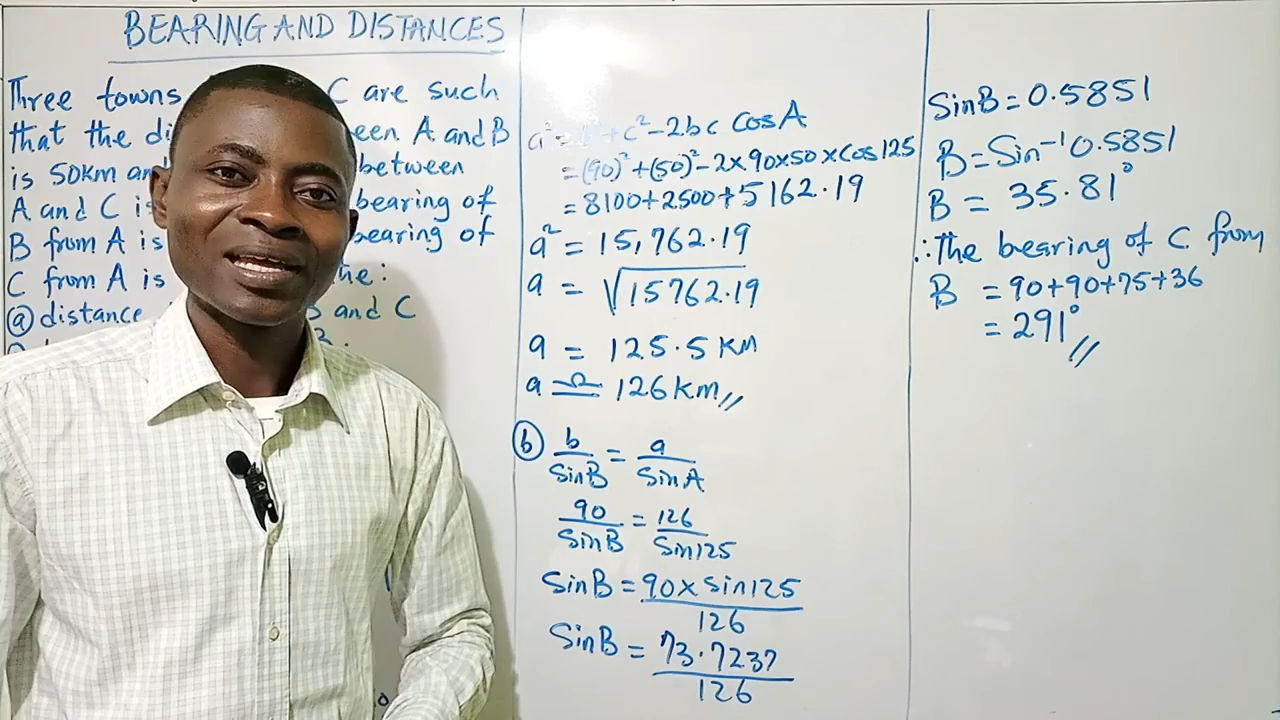 BEARING AND DISTANCES
Three towns C are such
that the di een A and B
is 50km an between
A and C is bearing of
B from A is bearing of
C from A is the:
(a) distance and C
a² = b² + c² - 2bc cosA
= (90)² + (50)² - 2 x 90 x 50 x cos 125
= 8100 + 2500 + 5162.19
a² = 15,762.19
a = √15762.19
a = 125.5 KM
a ≏ 126 KM,,
(b) b/SinB = a/SinA
90/SinB = 126/Sin125
SinB = 90 x Sin125/126
SinB = 73.7237/126
SinB = 0.5851
B = Sin⁻¹ 0.5851
B = 35.81°
∴ The bearing of C from
B = 90+90+75+36
= 291°,,